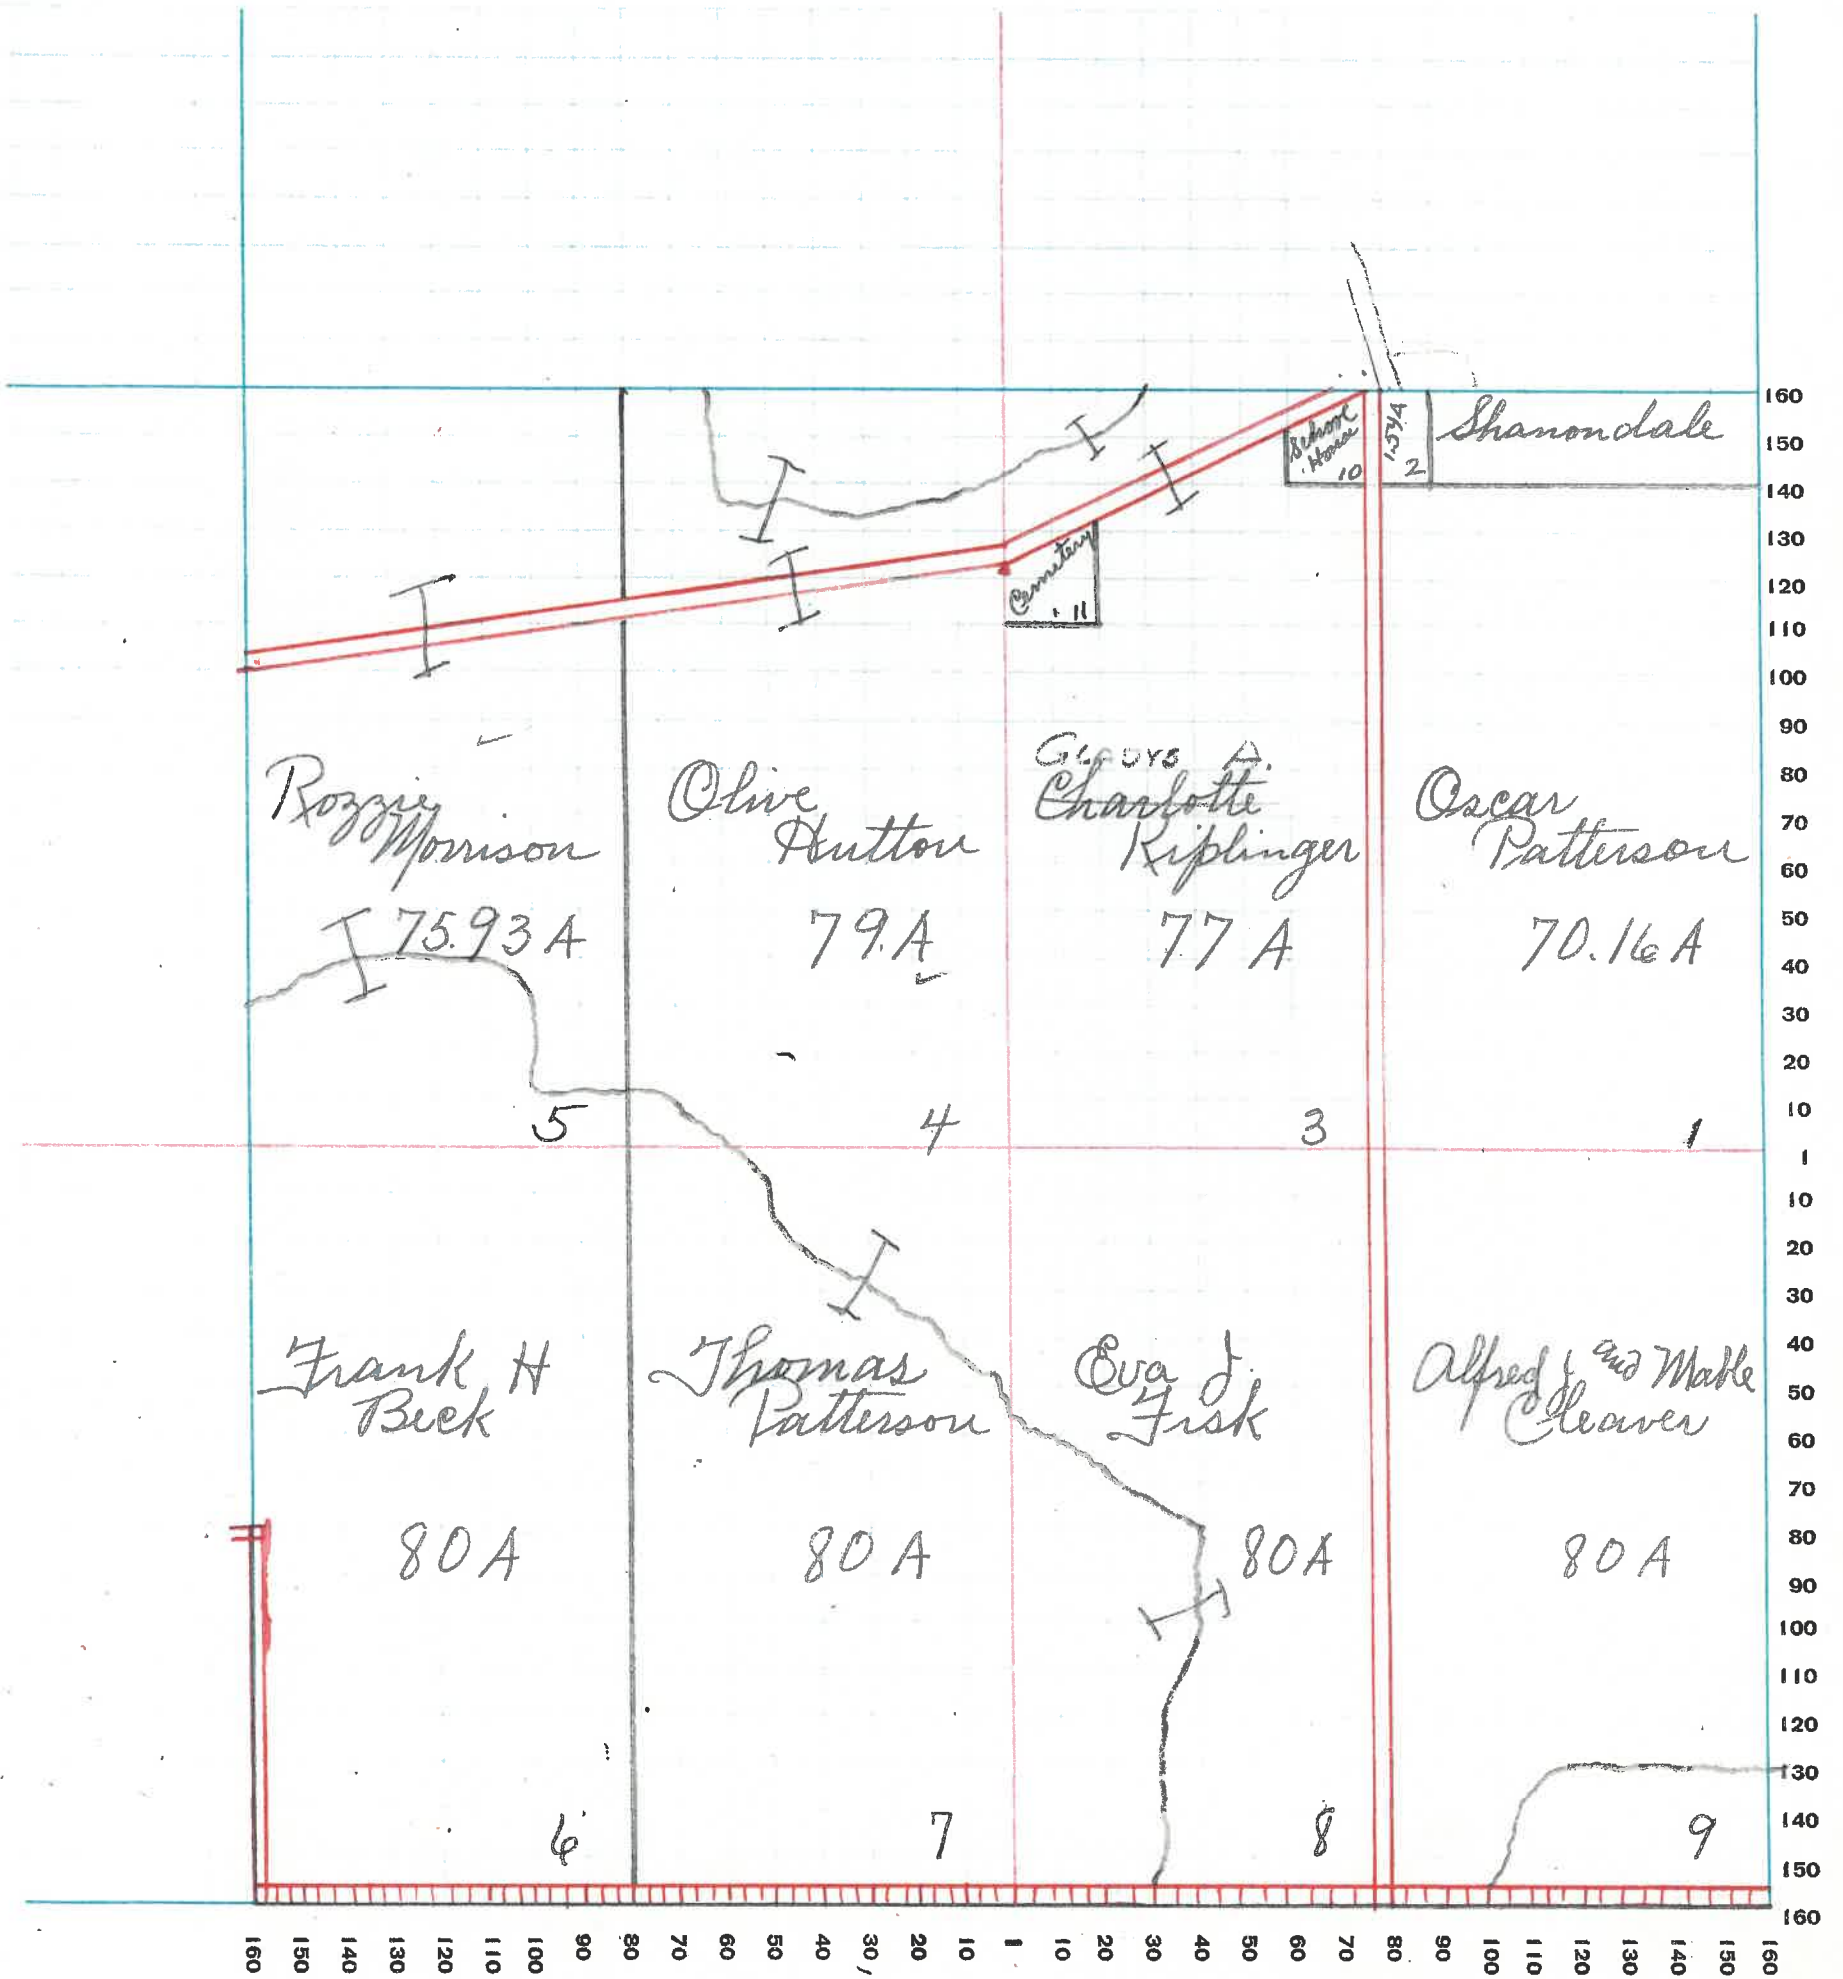 Shanondale
School
House
10
1.54A
2
Cemetery
11
Rozzie
Morrison
75.93 A
5
Olive
Hutton
79.A
4
Gladys A.
Charlotte
Kiplinger
77 A
3
Oscar
Patterson
70.16 A
1
Frank H
Beck
80 A
6
Thomas
Patterson
80 A
7
Eva J.
Fisk
80 A
8
Alfred J. and Mable
Cleaver
80 A
9
160
150
140
130
120
110
100
90
80
70
60
50
40
30
20
10
1
10
20
30
40
50
60
70
80
90
100
110
120
130
140
150
160
160 150 140 130 120 110 100 90 80 70 60 50 40 30 20 10 1 10 20 30 40 50 60 70 80 90 100 110 120 130 140 150 160